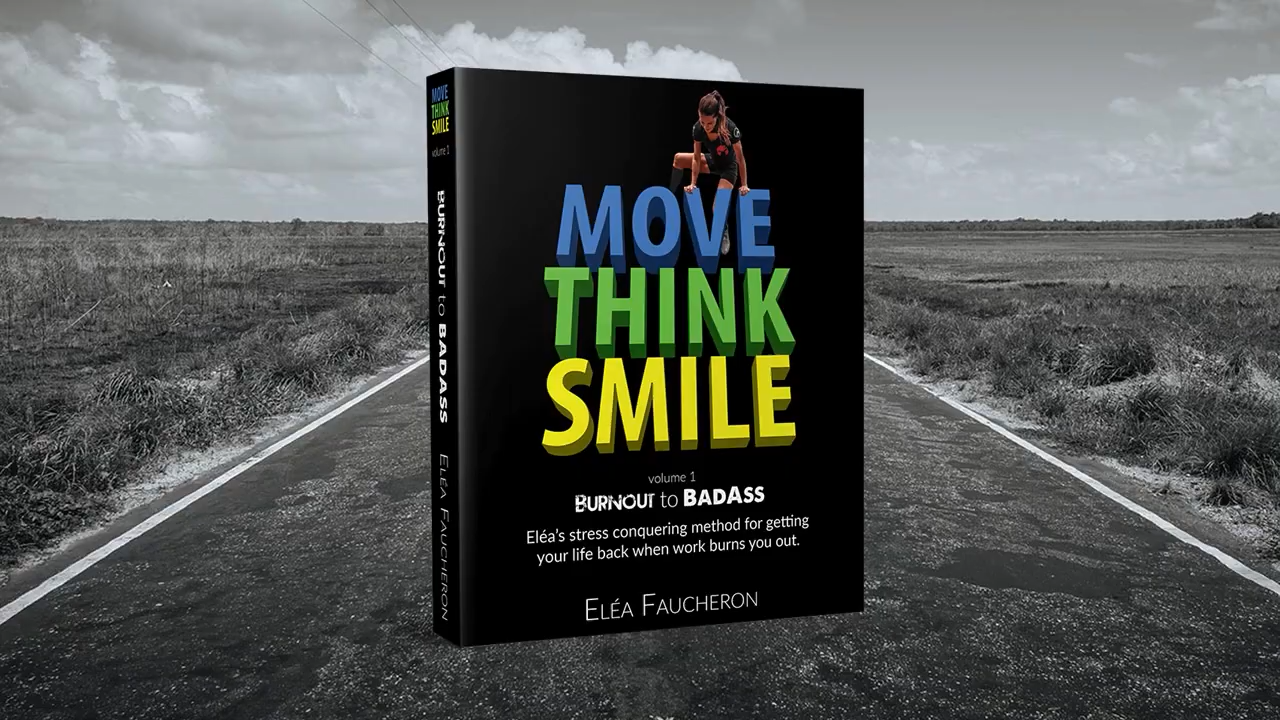 MOVE
THINK
SMILE
volume 1
BURNOUT to BADASS
ELÉA FAUCHERON
MOVE
THINK
SMILE
volume 1
BURNOUT to BADASS
Eléa's stress conquering method for getting
your life back when work burns you out.
ELÉA FAUCHERON